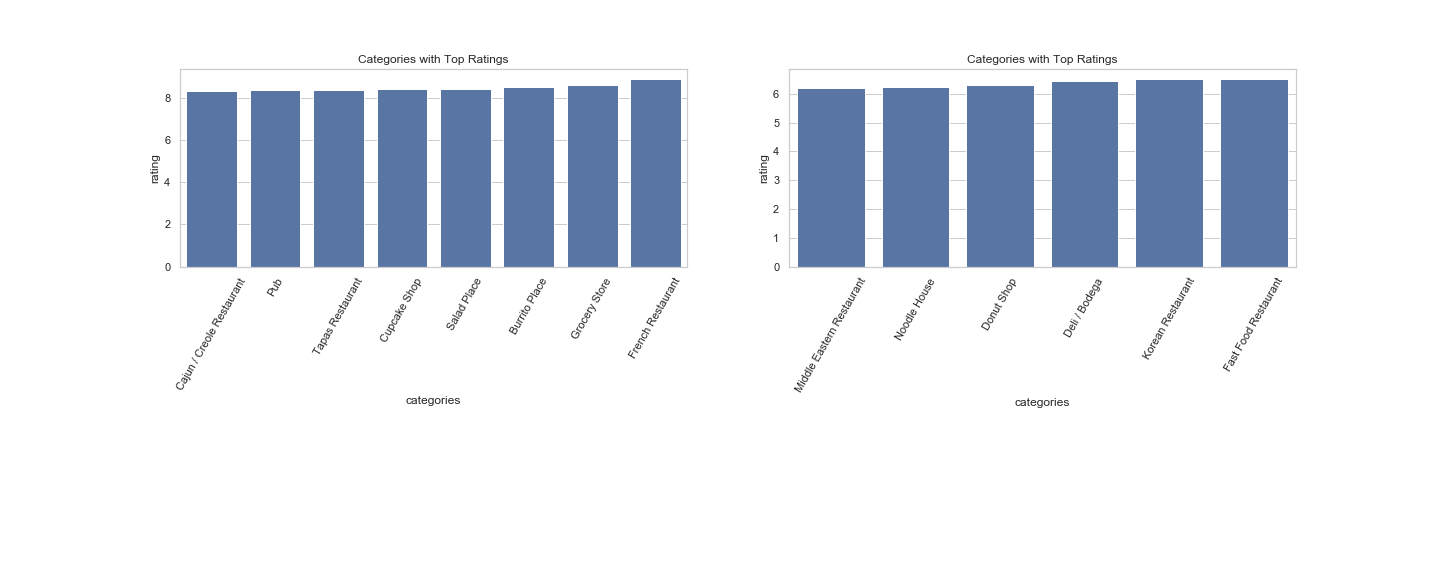 Categories with Top Ratings
rating
8
6
4
2
0
Cajun / Creole Restaurant
Pub
Tapas Restaurant
Cupcake Shop
Salad Place
Burrito Place
Grocery Store
French Restaurant
categories
Categories with Top Ratings
rating
6
5
4
3
2
1
0
Middle Eastern Restaurant
Noodle House
Donut Shop
Deli / Bodega
Korean Restaurant
Fast Food Restaurant
categories